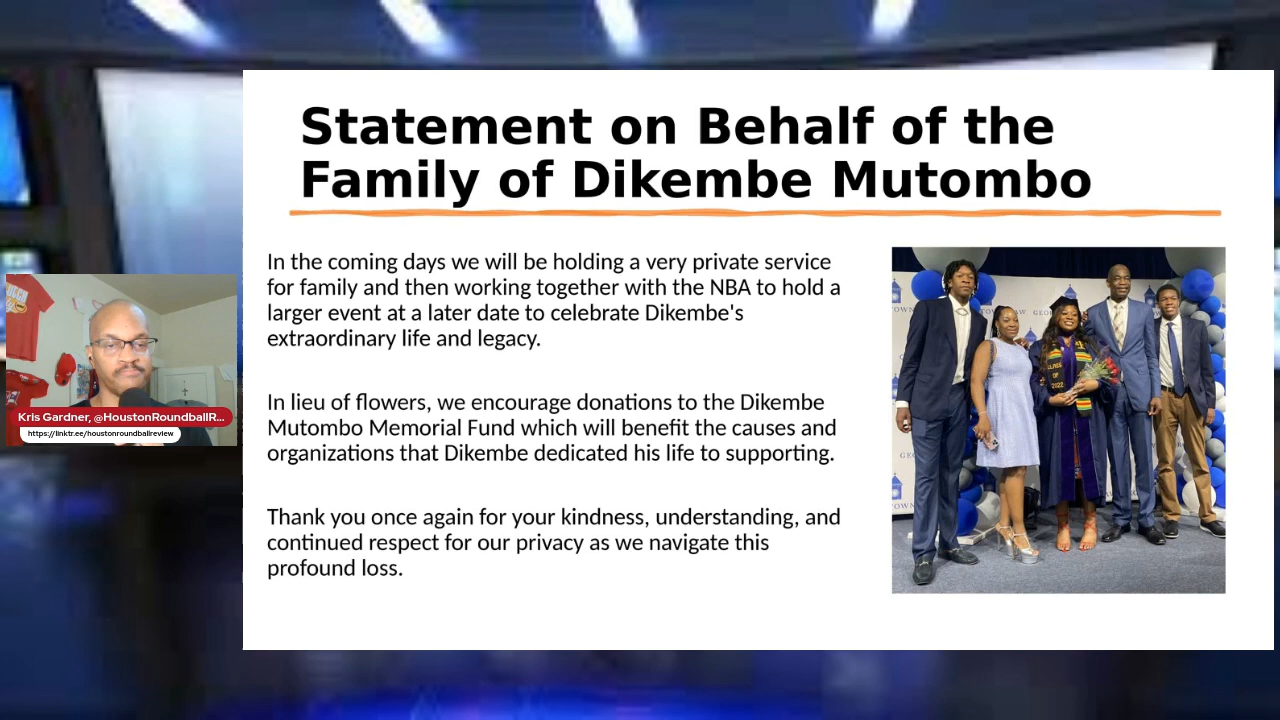 Statement on Behalf of the
Family of Dikembe Mutombo
In the coming days we will be holding a very private service
for family and then working together with the NBA to hold a
larger event at a later date to celebrate Dikembe's
extraordinary life and legacy.
In lieu of flowers, we encourage donations to the Dikembe
Mutombo Memorial Fund which will benefit the causes and
organizations that Dikembe dedicated his life to supporting.
Thank you once again for your kindness, understanding, and
continued respect for our privacy as we navigate this
profound loss.
Kris Gardner, @HoustonRoundballR...
https://linktr.ee/houstonroundballreview
CLASS
OF
2022